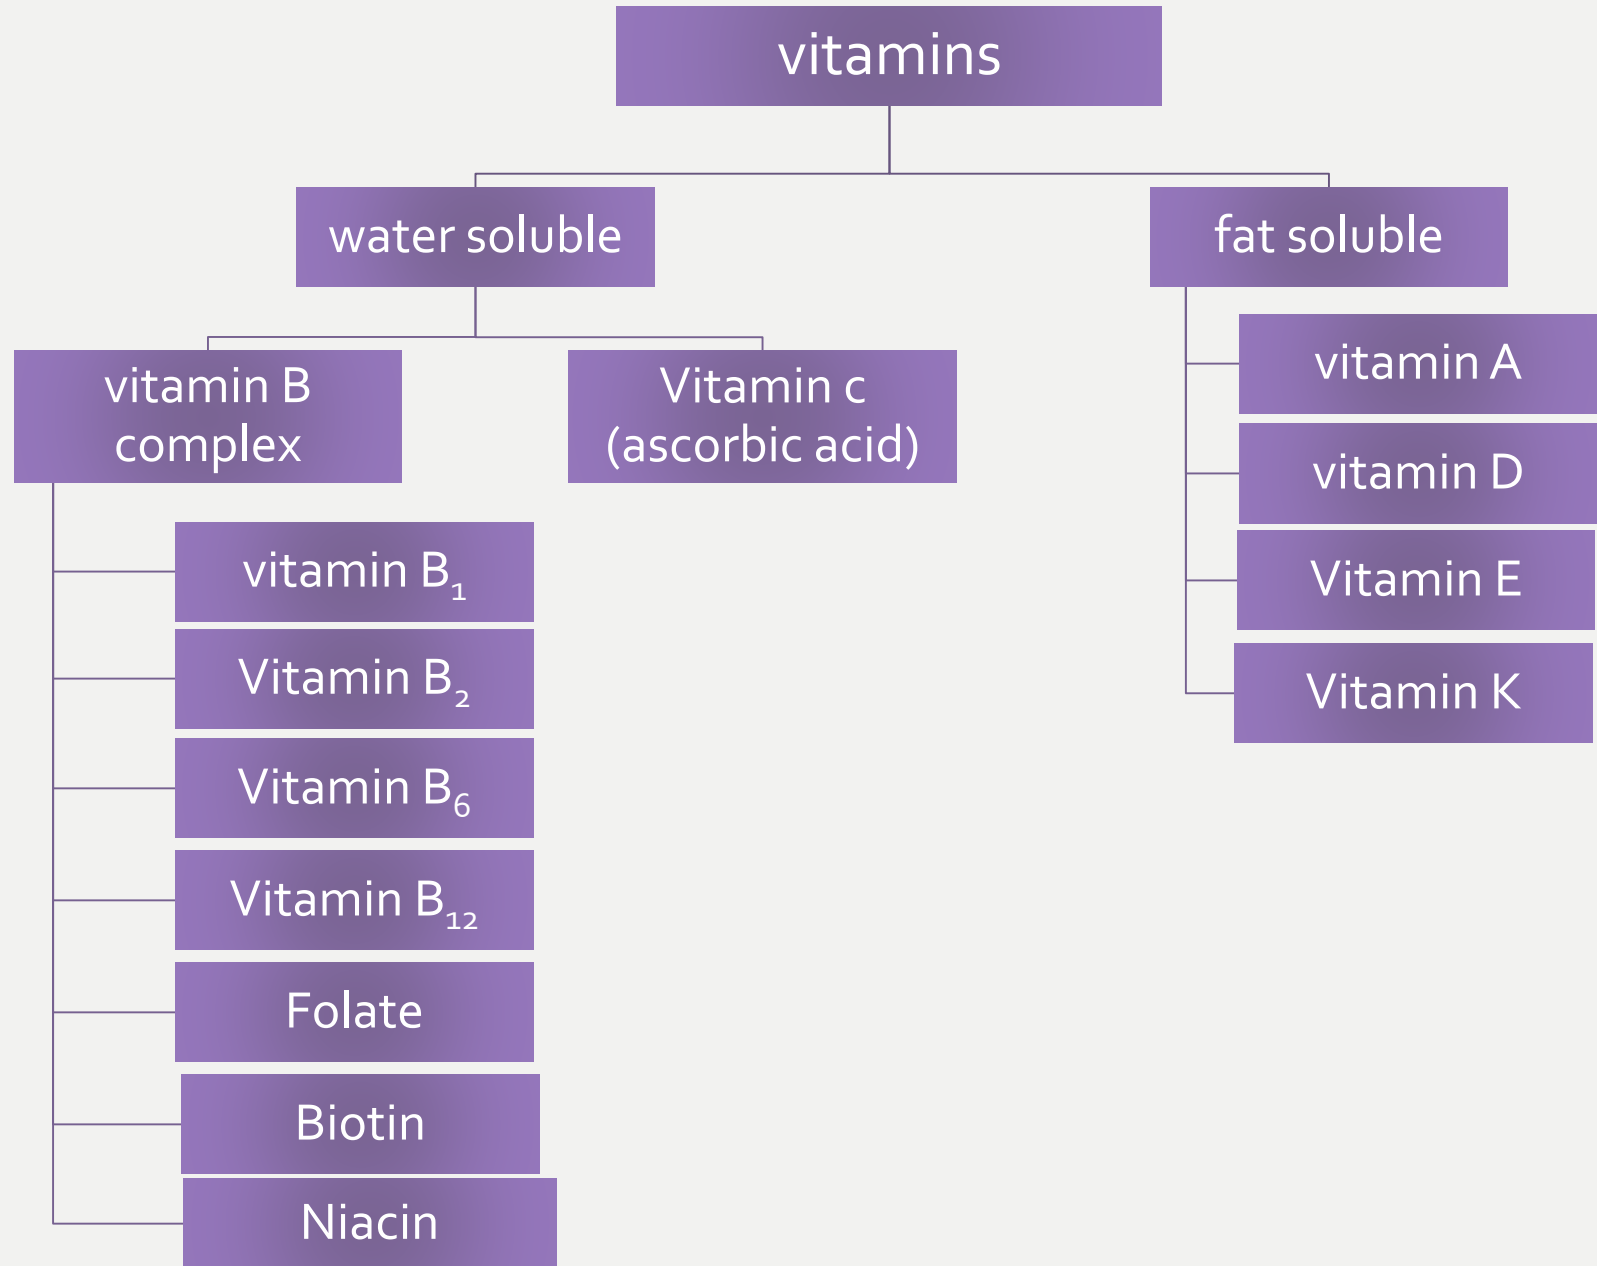 vitamins
water soluble
fat soluble
vitamin B
complex
Vitamin c
(ascorbic acid)
vitamin B₁
Vitamin B₂
Vitamin B₆
Vitamin B₁₂
Folate
Biotin
Niacin
vitamin A
vitamin D
Vitamin E
Vitamin K